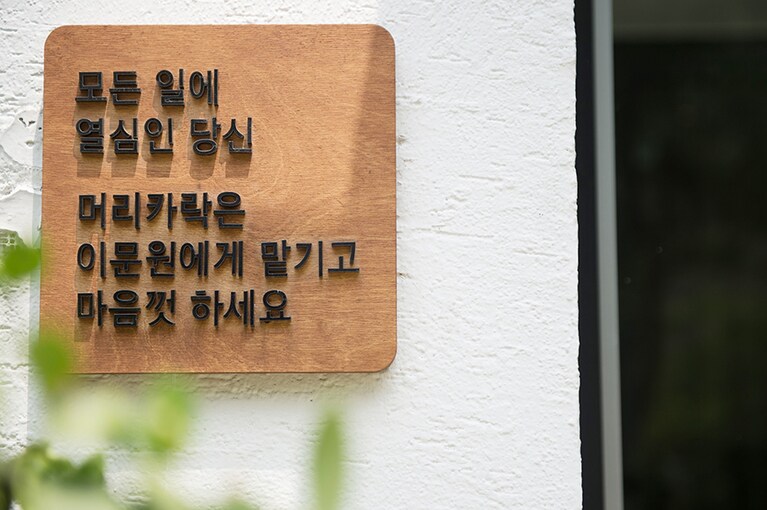 모든 일에
열심인 당신
머리카락은
이문원에게 맡기고
마음껏 하세요